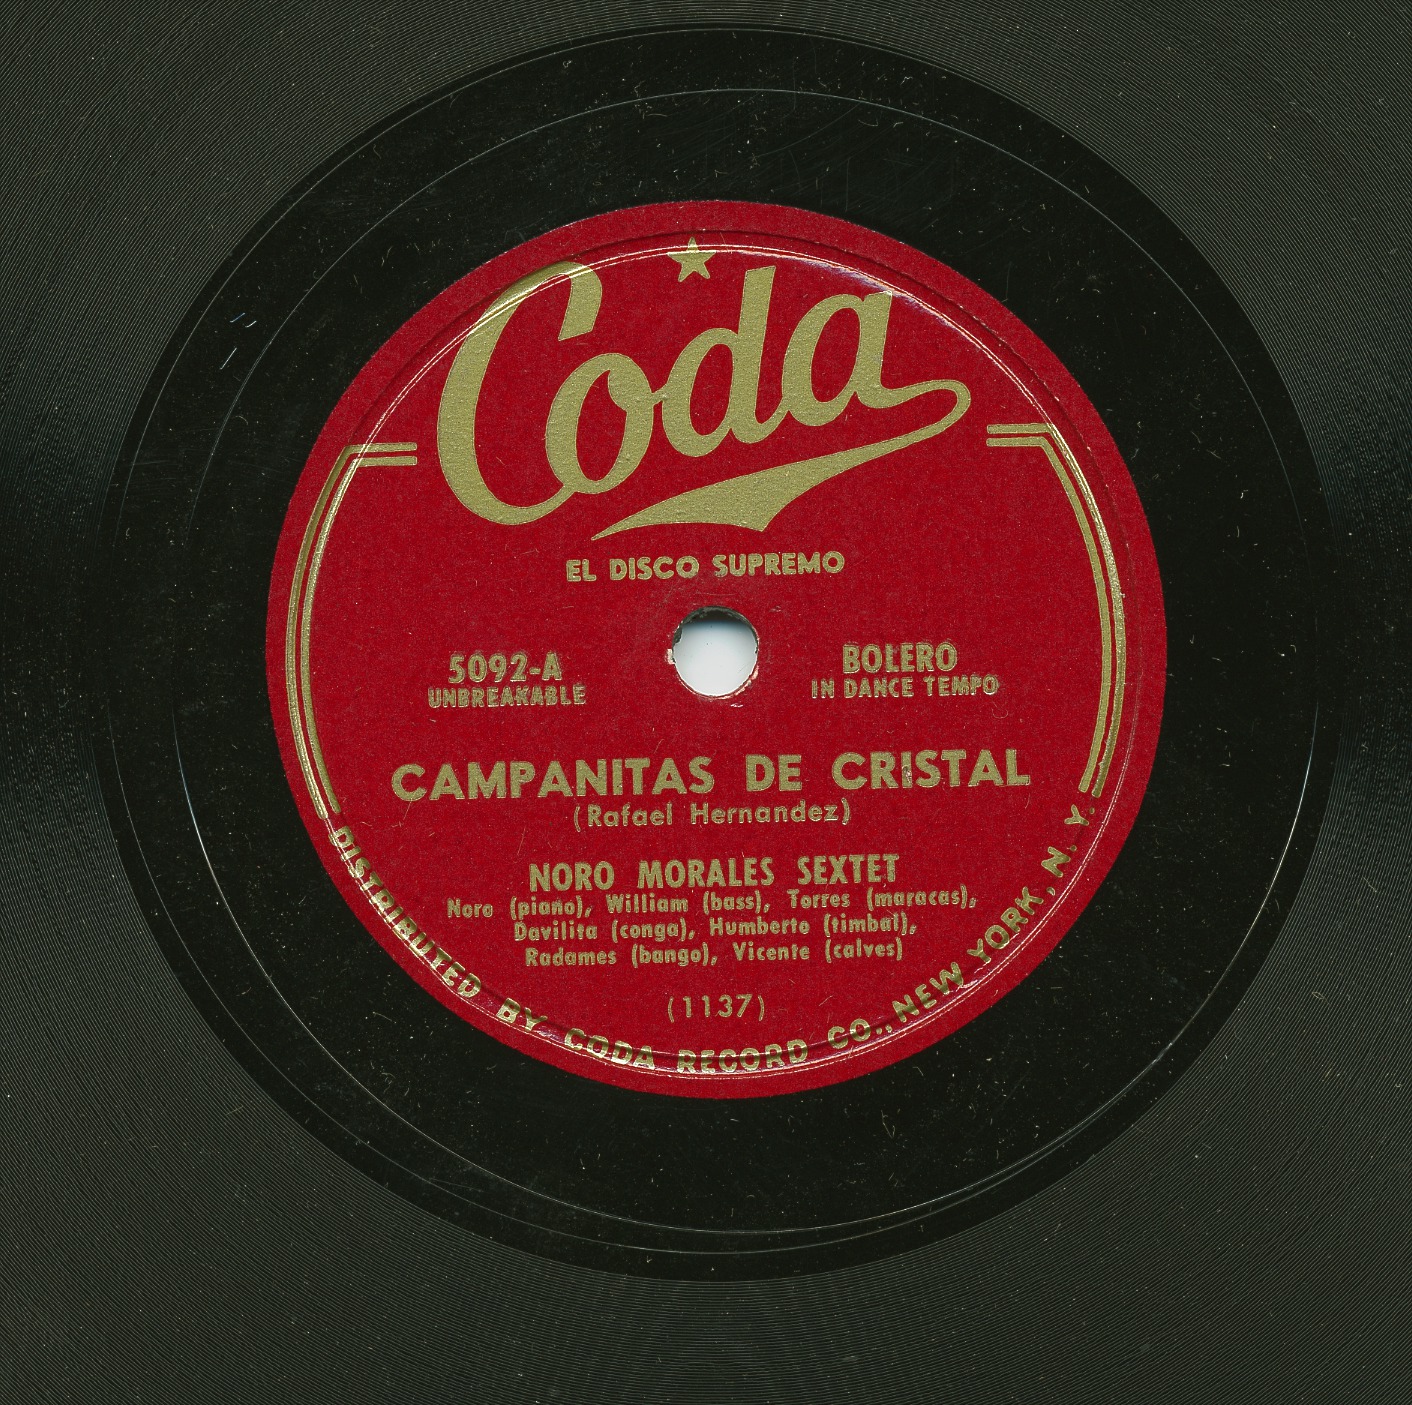 Coda
EL DISCO SUPREMO
5092-A
UNBREAKABLE
BOLERO
IN DANCE TEMPO
CAMPANITAS DE CRISTAL
(Rafael Hernandez)
NORO MORALES SEXTET
Noro (piano), William (bass), Torres (maracas),
Davilita (conga), Humberto (timbal),
Radames (bango), Vicente (calves)
(1137)
DISTRIBUTED BY CODA RECORD CO., NEW YORK, N. Y.